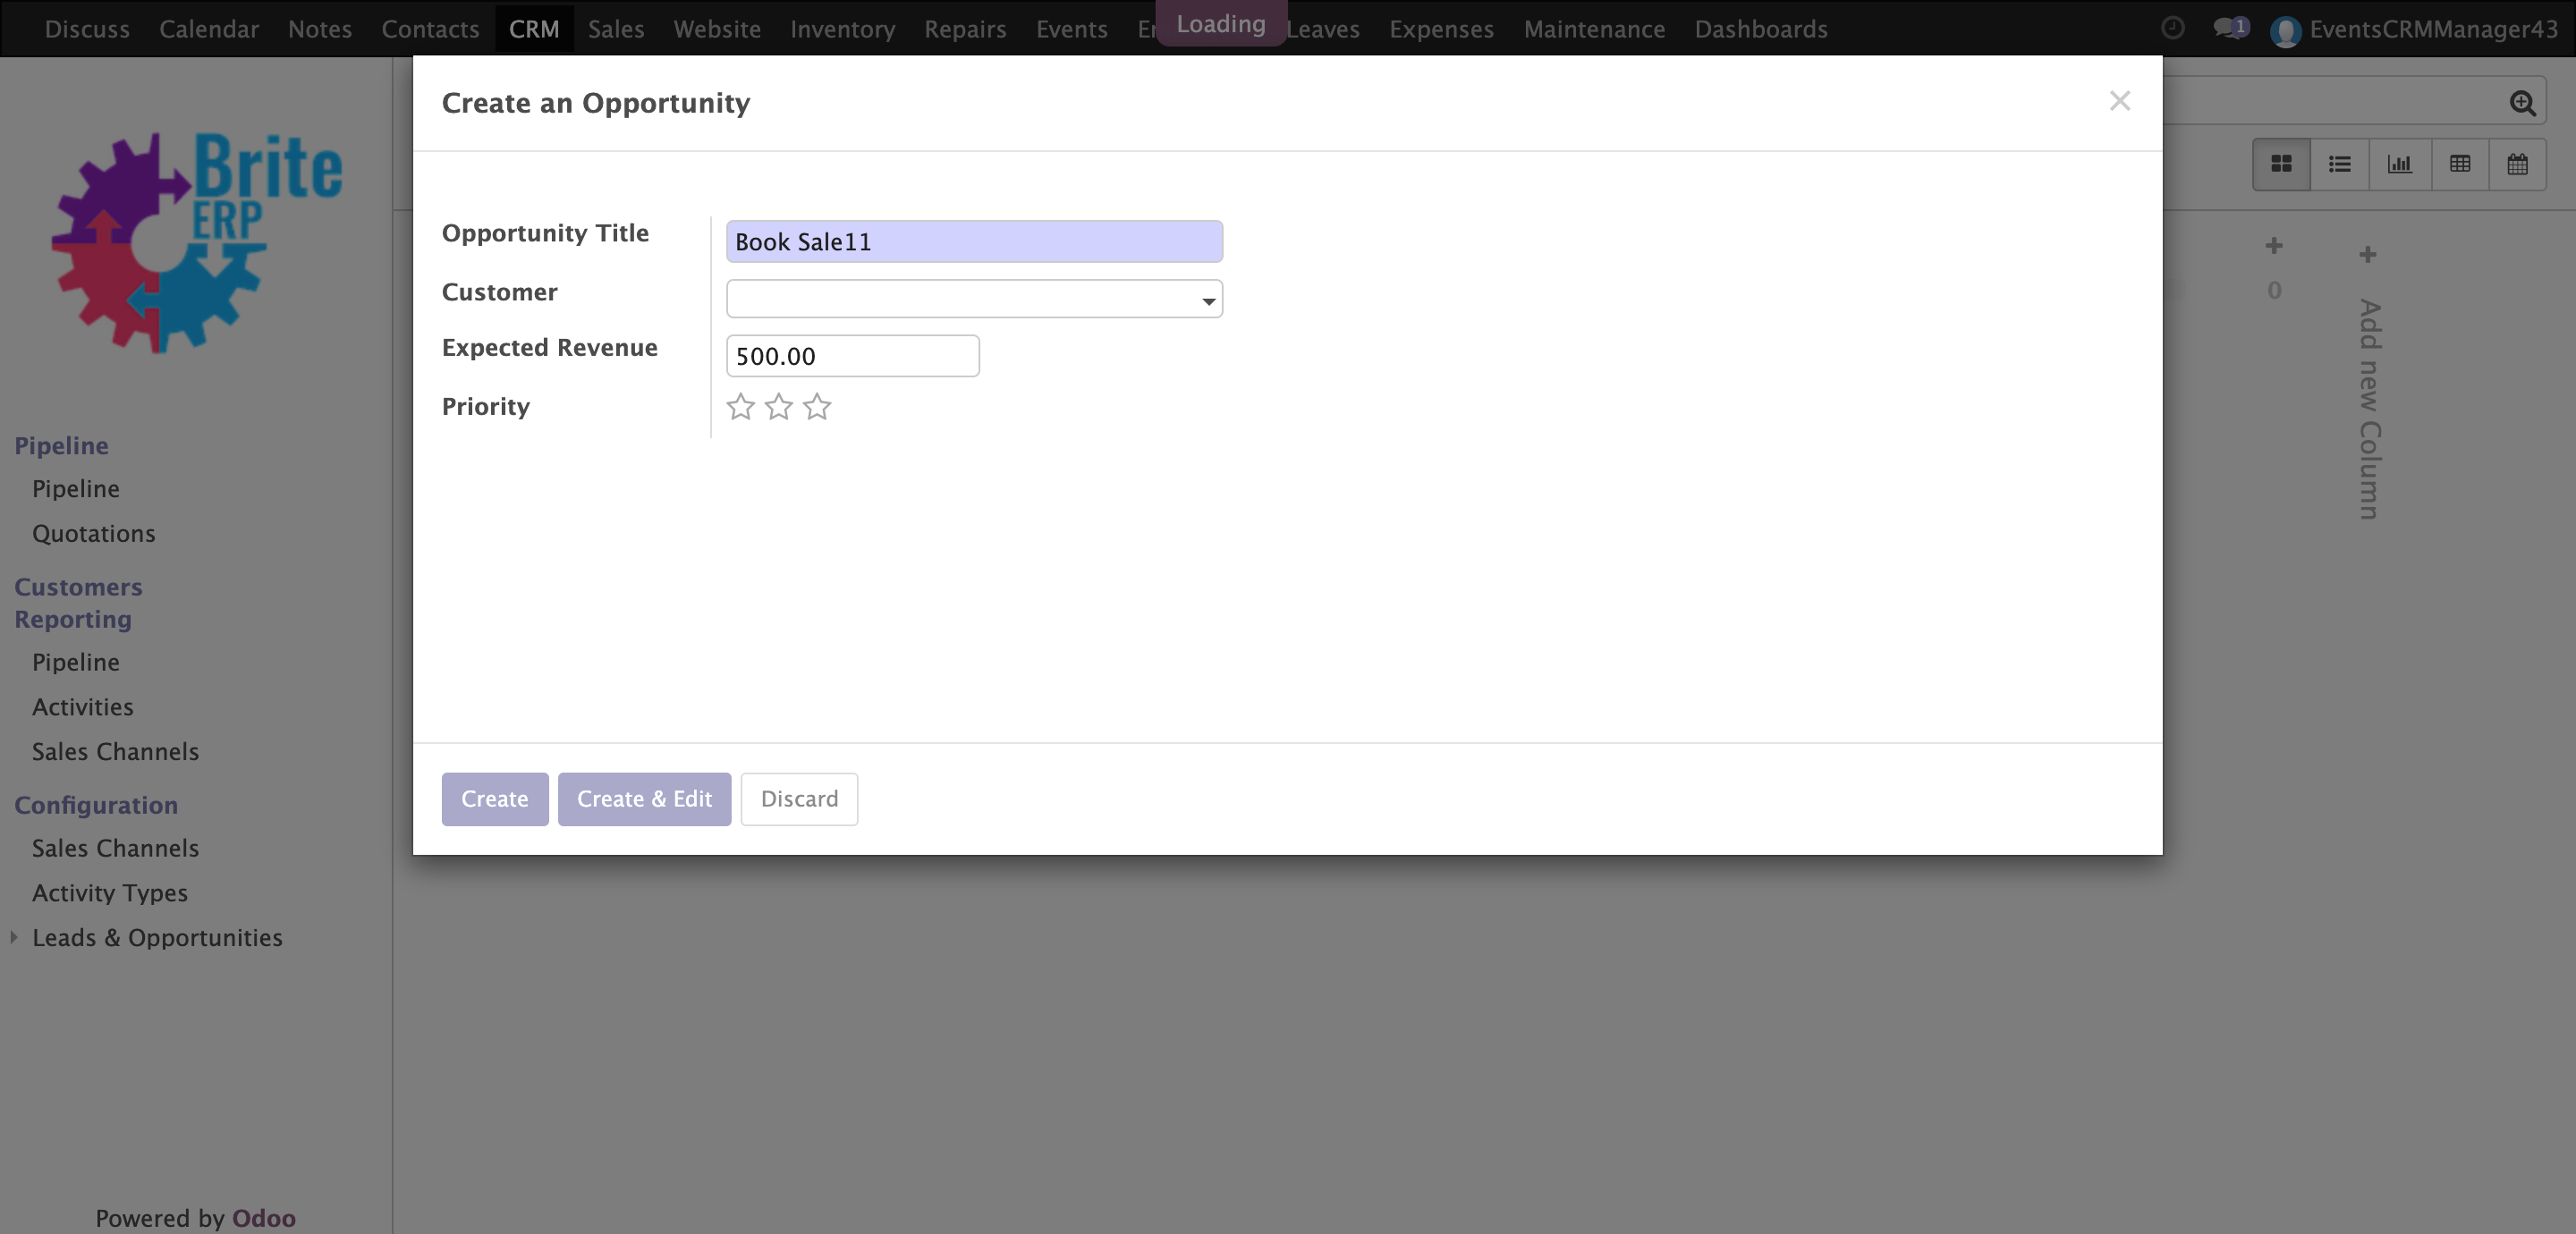 Discuss Calendar Notes Contacts CRM Sales Website Inventory Repairs Events Loading Leaves Expenses Maintenance Dashboards 1 EventsCRMManager43
Brite
ERP
Pipeline
Pipeline
Quotations
Customers
Reporting
Pipeline
Activities
Sales Channels
Configuration
Sales Channels
Activity Types
Leads & Opportunities
Powered by Odoo
Create an Opportunity
Opportunity Title Book Sale11
Customer
Expected Revenue 500.00
Priority
Create Create & Edit Discard
0
Add new Column